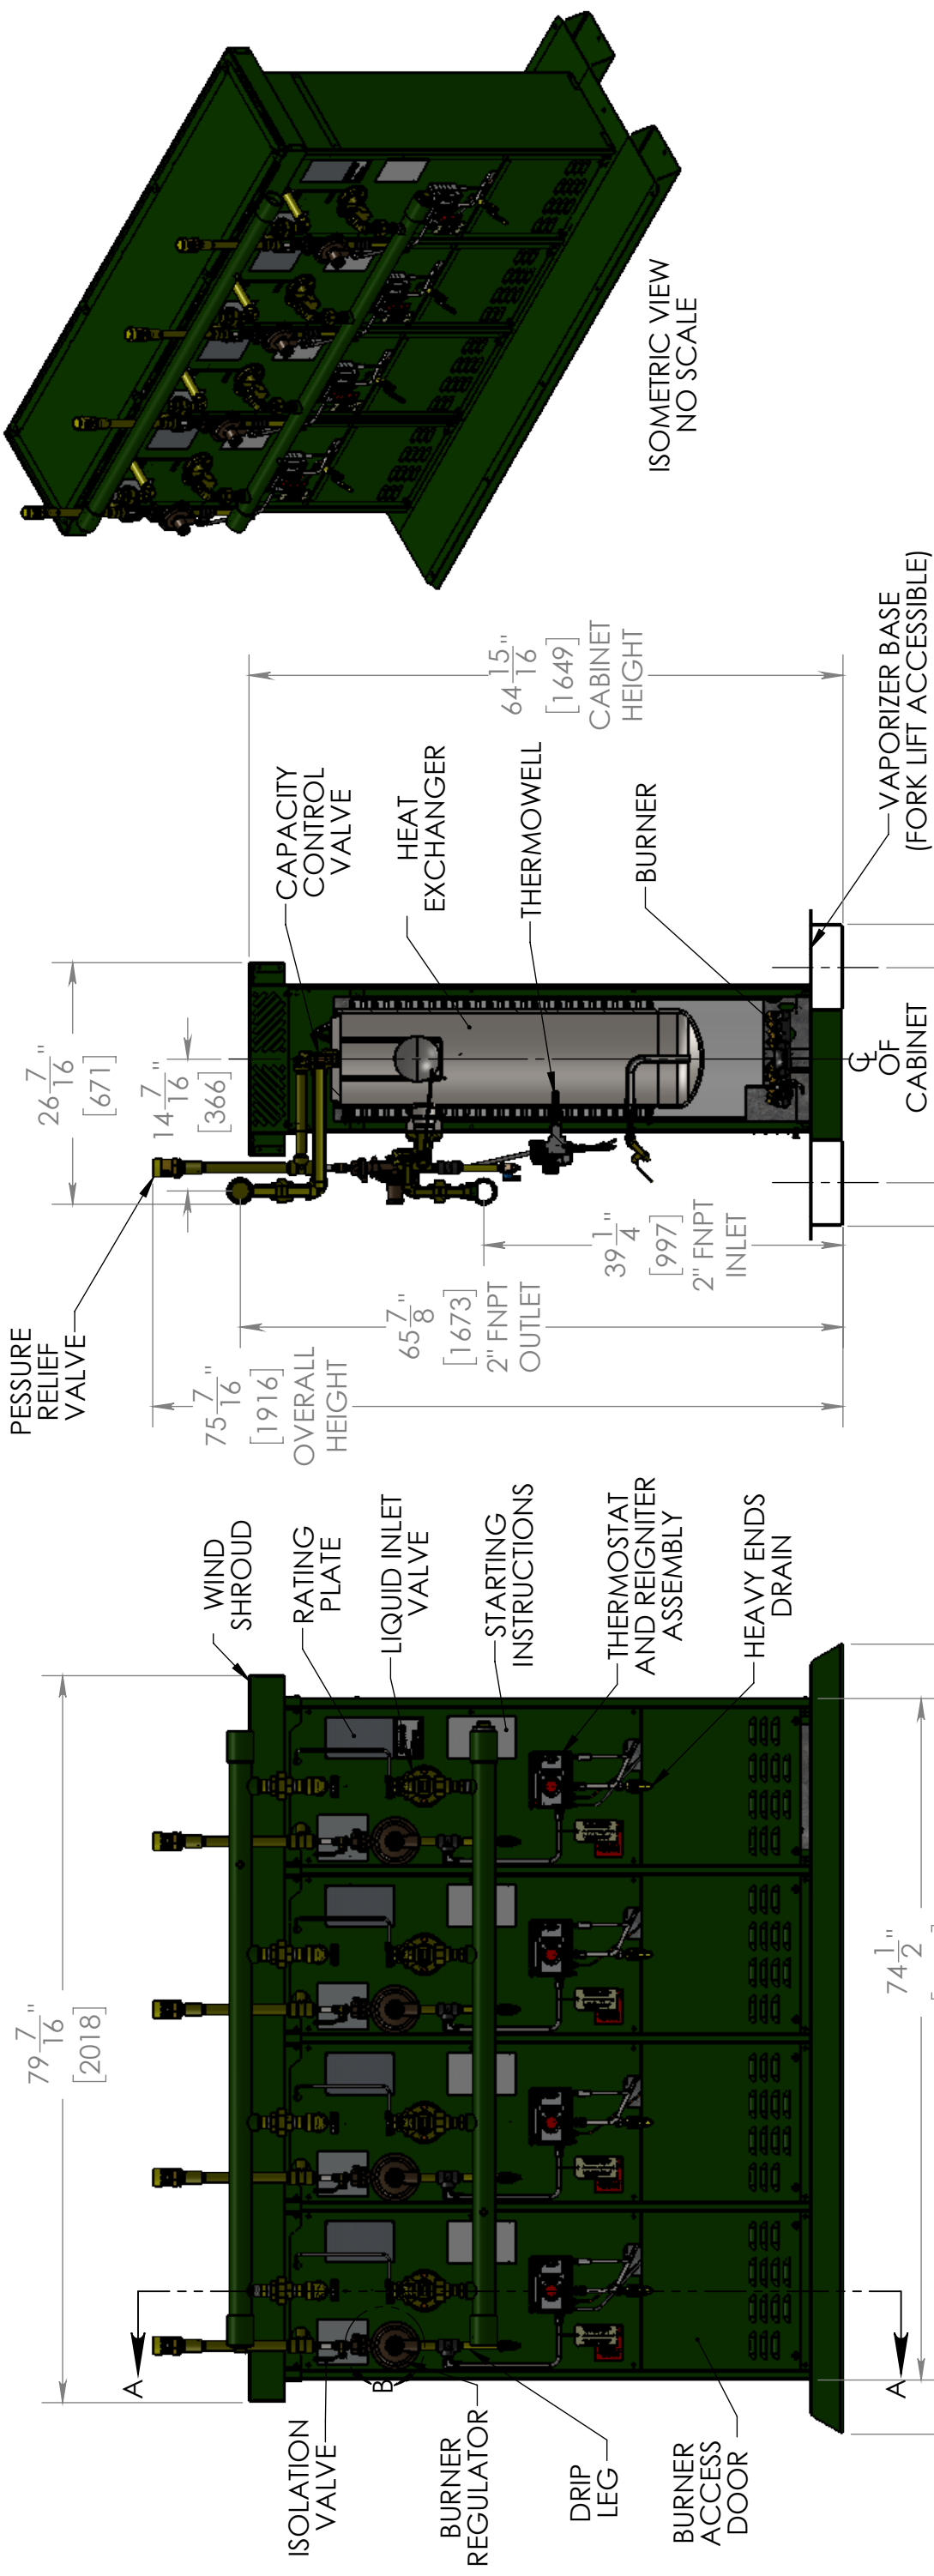 79 7/16"
[2018]
WIND
SHROUD
RATING
PLATE
LIQUID INLET
VALVE
STARTING
INSTRUCTIONS
THERMOSTAT
AND REIGNITER
ASSEMBLY
HEAVY ENDS
DRAIN
A
A
B
ISOLATION
VALVE
BURNER
REGULATOR
DRIP
LEG
BURNER
ACCESS
DOOR
74 1/2"
PESSURE
RELIEF
VALVE
75 7/16"
[1916]
OVERALL
HEIGHT
65 7/8"
[1673]
2" FNPT
OUTLET
39 1/4"
[997]
2" FNPT
INLET
26 7/16"
[671]
14 7/16"
[366]
CAPACITY
CONTROL
VALVE
HEAT
EXCHANGER
THERMOWELL
BURNER
64 15/16"
[1649]
CABINET
HEIGHT
VAPORIZER BASE
(FORK LIFT ACCESSIBLE)
℄
OF
CABINET
ISOMETRIC VIEW
NO SCALE